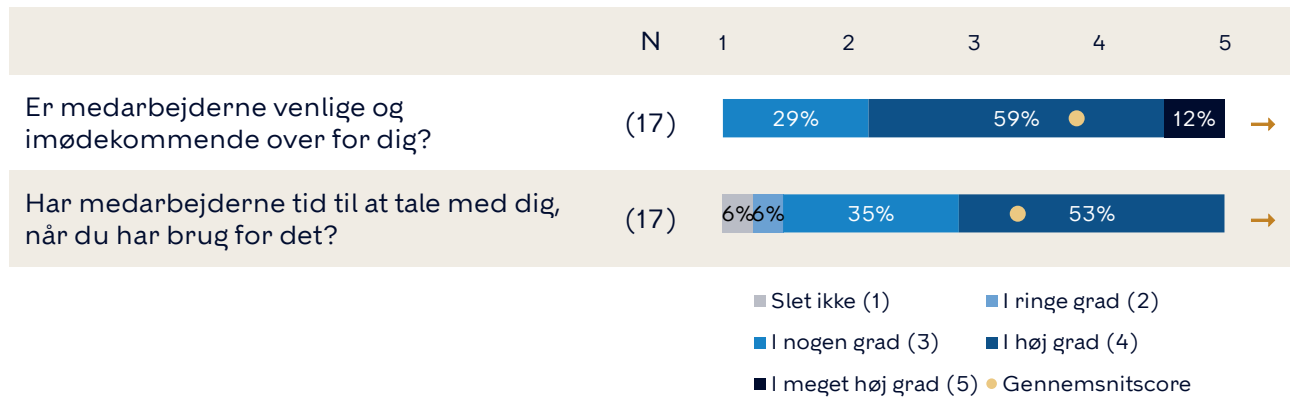 N 1 2 3 4 5
Er medarbejderne venlige og
imødekommende over for dig?
(17) 29% 59% 12% →
Har medarbejderne tid til at tale med dig,
når du har brug for det?
(17) 6% 6% 35% 53% →
Slet ikke (1) I ringe grad (2)
I nogen grad (3) I høj grad (4)
I meget høj grad (5) Gennemsnitscore